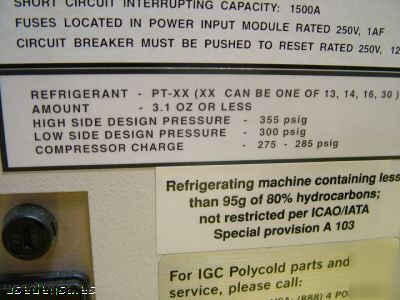 SHORT CIRCUIT INTERRUPTING CAPACITY: 1500A
FUSES LOCATED IN POWER INPUT MODULE RATED 250V, 1AF
CIRCUIT BREAKER MUST BE PUSHED TO RESET RATED 250V, 12
REFRIGERANT - PT-XX (XX CAN BE ONE OF 13, 14, 16, 30 )
AMOUNT - 3.1 OZ OR LESS
HIGH SIDE DESIGN PRESSURE - 355 psig
LOW SIDE DESIGN PRESSURE - 300 psig
COMPRESSOR CHARGE - 275 - 285 psig
Refrigerating machine containing less
than 95g of 80% hydrocarbons;
not restricted per ICAO/IATA
Special provision A 103
For IGC Polycold parts and
service, please call:
(888) 4 PO